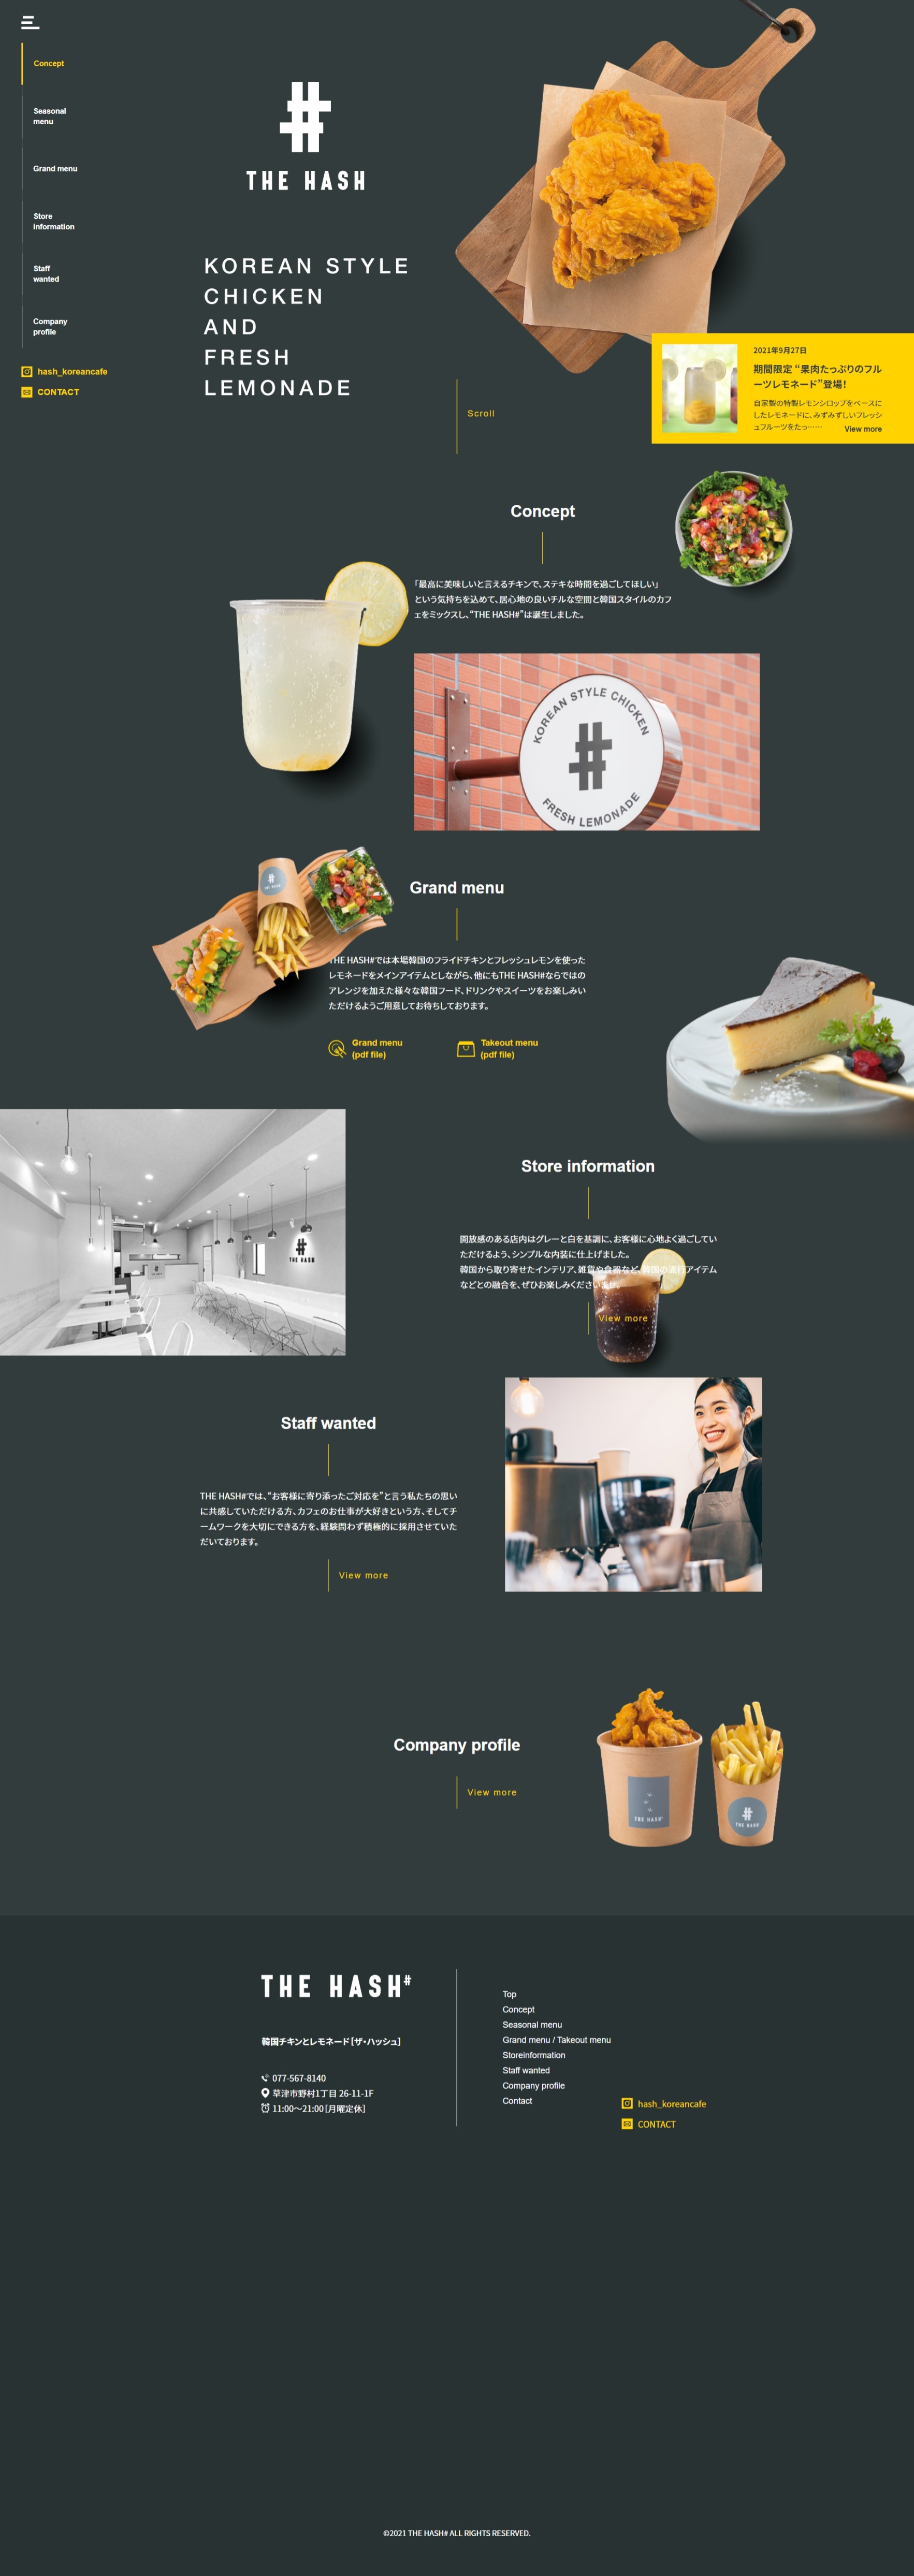 Concept
Seasonal
menu
Grand menu
Store
information
Staff
wanted
Company
profile
hash_koreancafe
CONTACT
THE HASH
KOREAN STYLE
CHICKEN
AND
FRESH
LEMONADE
Scroll
2021年9月27日
期間限定 “果肉たっぷりのフル
ーツレモネード”登場！
自家製の特製レモンシロップをベースに
したレモネードに、みずみずしいフレッシ
ュフルーツをたっ……
View more
Concept
「最高に美味しいと言えるチキンで、ステキな時間を過ごしてほしい」
という気持ちを込めて、居心地の良いチルな空間と韓国スタイルのカフ
ェをミックスし、“THE HASH#”は誕生しました。
KOREAN STYLE CHICKEN
#
FRESH LEMONADE
Grand menu
THE HASH#では本場韓国のフライドチキンとフレッシュレモンを使った
レモネードをメインアイテムとしながら、他にもTHE HASH#ならではの
アレンジを加えた様々な韓国フード、ドリンクやスイーツをお楽しみい
ただけるようご用意してお待ちしております。
Grand menu
(pdf file)
Takeout menu
(pdf file)
#
THE HASH
Store information
開放感のある店内はグレーと白を基調に、お客様に心地よく過ごしてい
ただけるよう、シンプルな内装に仕上げました。
韓国から取り寄せたインテリア、雑貨や食器など、韓国の流行アイテム
などとの融合を、ぜひお楽しみくださいませ。
View more
Staff wanted
THE HASH#では、“お客様に寄り添ったご対応を”と言う私たちの思い
に共感していただける方、カフェのお仕事が大好きという方、そしてチ
ームワークを大切にできる方を、経験問わず積極的に採用させていた
だいております。
View more
Company profile
View more
THE HASH#
#
THE HASH
THE HASH#
韓国チキンとレモネード［ザ・ハッシュ］
077-567-8140
草津市野村1丁目 26-11-1F
11:00〜21:00［月曜定休］
Top
Concept
Seasonal menu
Grand menu / Takeout menu
Storeinformation
Staff wanted
Company profile
Contact
hash_koreancafe
CONTACT
©2021 THE HASH# ALL RIGHTS RESERVED.